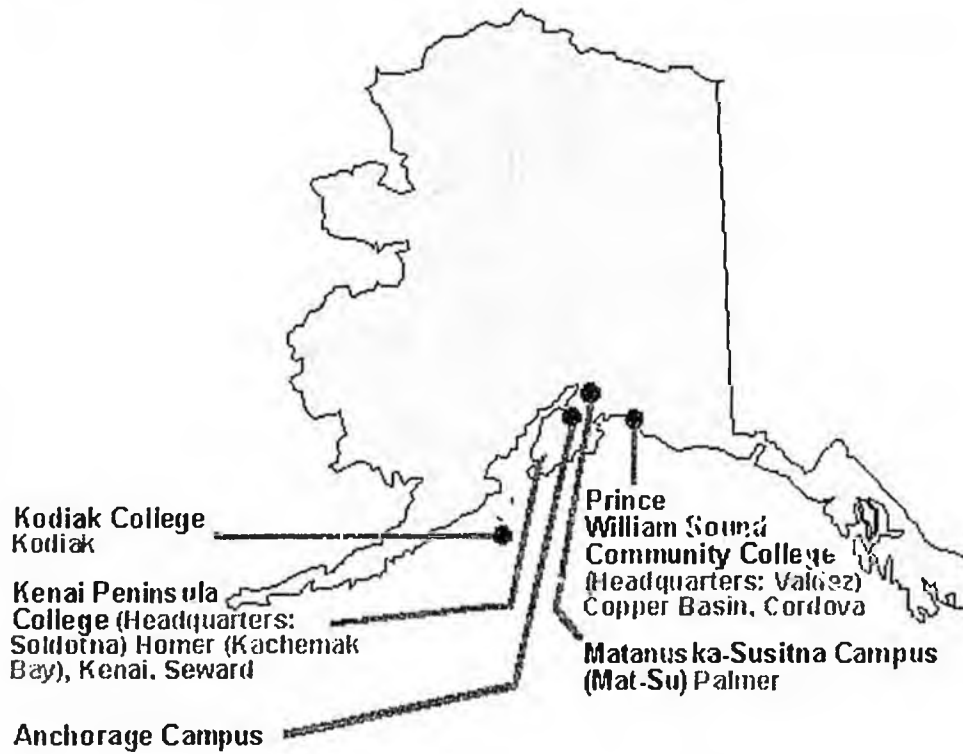 Kodiak College
Kodiak
Kenai Peninsula
College (Headquarters:
Soldotna) Homer (Kachemak
Bay), Kenai, Seward
Anchorage Campus
Prince
William Sound
Community College
(Headquarters: Valdez)
Copper Basin, Cordova
Matanuska-Susitna Campus
(Mat-Su) Palmer